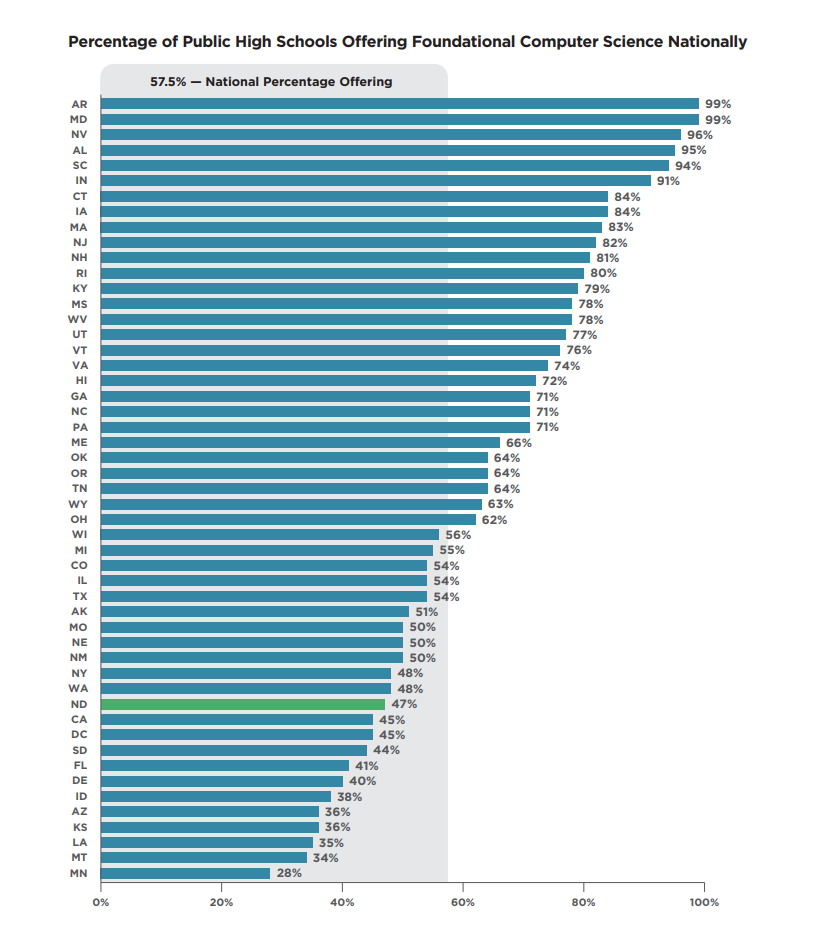 Percentage of Public High Schools Offering Foundational Computer Science Nationally
57.5% — National Percentage Offering
AR 99%
MD 99%
NV 96%
AL 95%
SC 94%
IN 91%
CT 84%
IA 84%
MA 83%
NJ 82%
NH 81%
RI 80%
KY 79%
MS 78%
WV 78%
UT 77%
VT 76%
VA 74%
HI 72%
GA 71%
NC 71%
PA 71%
ME 66%
OK 64%
OR 64%
TN 64%
WY 63%
OH 62%
WI 56%
MI 55%
CO 54%
IL 54%
TX 54%
AK 51%
MO 50%
NE 50%
NM 50%
NY 48%
WA 48%
ND 47%
CA 45%
DC 45%
SD 44%
FL 41%
DE 40%
ID 38%
AZ 36%
KS 36%
LA 35%
MT 34%
MN 28%
0% 20% 40% 60% 80% 100%